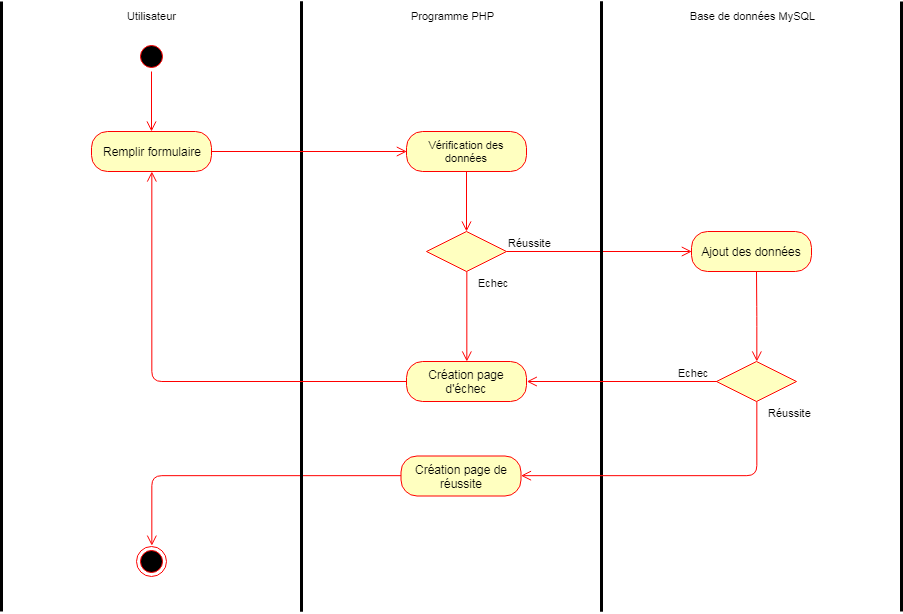 Utilisateur
Programme PHP
Base de données MySQL
Remplir formulaire
Vérification des
données
Réussite
Ajout des données
Echec
Création page
d'échec
Echec
Réussite
Création page de
réussite